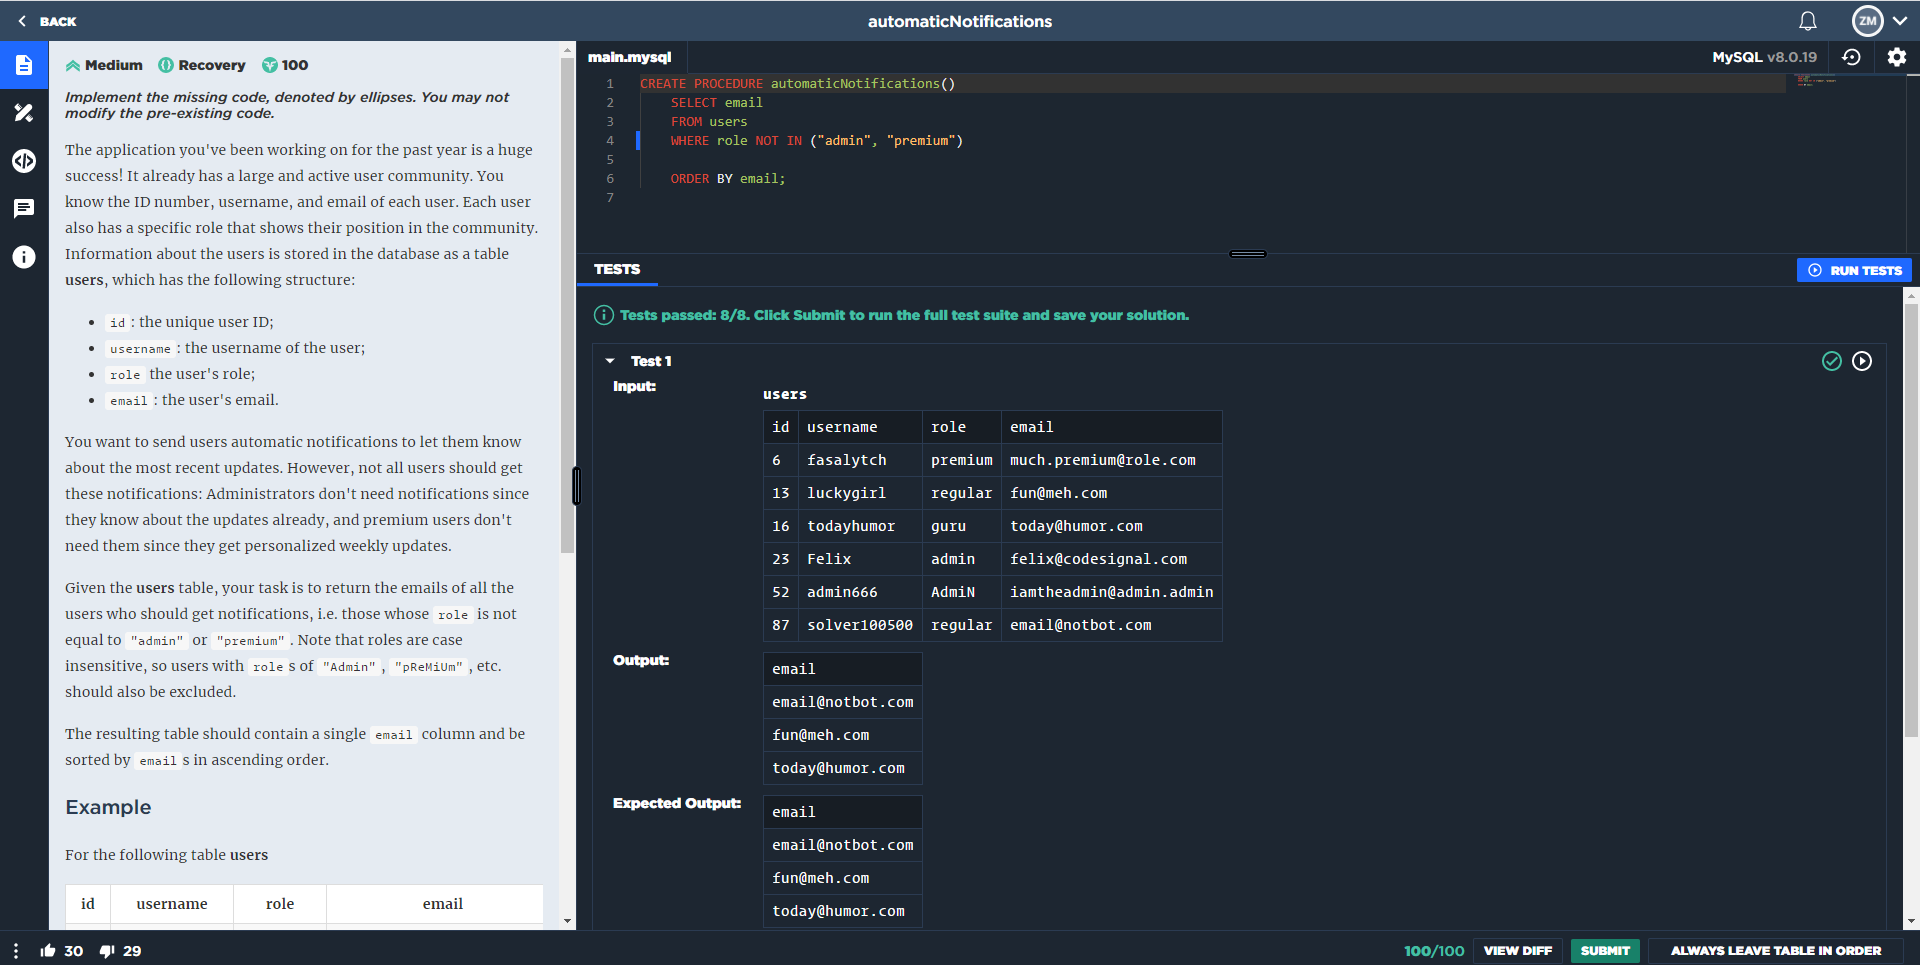 BACK
automaticNotifications
ZM
Medium Recovery 100
Implement the missing code, denoted by ellipses. You may not
modify the pre-existing code.
The application you've been working on for the past year is a huge
success! It already has a large and active user community. You
know the ID number, username, and email of each user. Each user
also has a specific role that shows their position in the community.
Information about the users is stored in the database as a table
users, which has the following structure:
id : the unique user ID;
username : the username of the user;
role the user's role;
email : the user's email.
You want to send users automatic notifications to let them know
about the most recent updates. However, not all users should get
these notifications: Administrators don't need notifications since
they know about the updates already, and premium users don't
need them since they get personalized weekly updates.
Given the users table, your task is to return the emails of all the
users who should get notifications, i.e. those whose role is not
equal to "admin" or "premium". Note that roles are case
insensitive, so users with role s of "Admin", "pReMiUm", etc.
should also be excluded.
The resulting table should contain a single email column and be
sorted by email s in ascending order.
Example
For the following table users
id username role email
30 29
main.mysql
MySQL v8.0.19
1 CREATE PROCEDURE automaticNotifications()
2 SELECT email
3 FROM users
4 WHERE role NOT IN ("admin", "premium")
5
6 ORDER BY email;
7
TESTS
RUN TESTS
Tests passed: 8/8. Click Submit to run the full test suite and save your solution.
Test 1
Input:
users
id username role email
6 fasalytch premium much.premium@role.com
13 luckygirl regular fun@meh.com
16 todayhumor guru today@humor.com
23 Felix admin felix@codesignal.com
52 admin666 AdmiN iamtheadmin@admin.admin
87 solver100500 regular email@notbot.com
Output:
email
email@notbot.com
fun@meh.com
today@humor.com
Expected Output:
email
email@notbot.com
fun@meh.com
today@humor.com
100/100 VIEW DIFF SUBMIT ALWAYS LEAVE TABLE IN ORDER